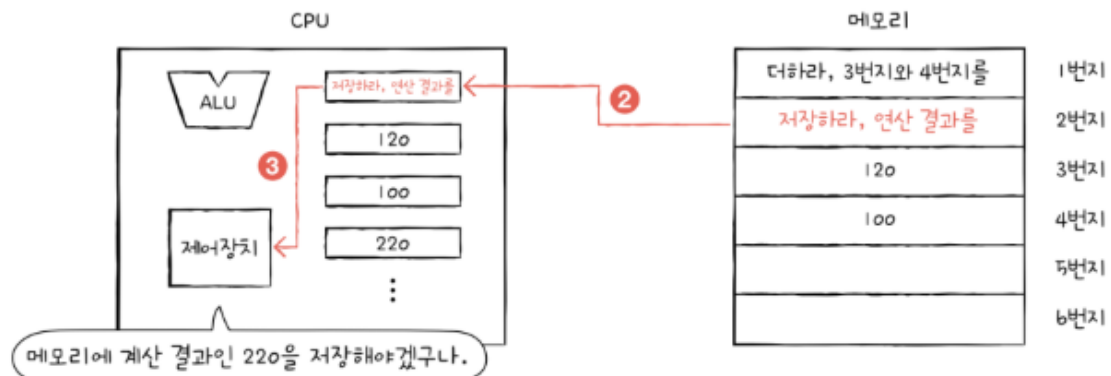 CPU
메모리
ALU
저장하라, 연산 결과를
120
100
220
⋮
제어장치
메모리에 계산 결과인 220을 저장해야겠구나.
3
2
더하라, 3번지와 4번지를
1번지
저장하라, 연산 결과를
2번지
120
3번지
100
4번지
5번지
6번지